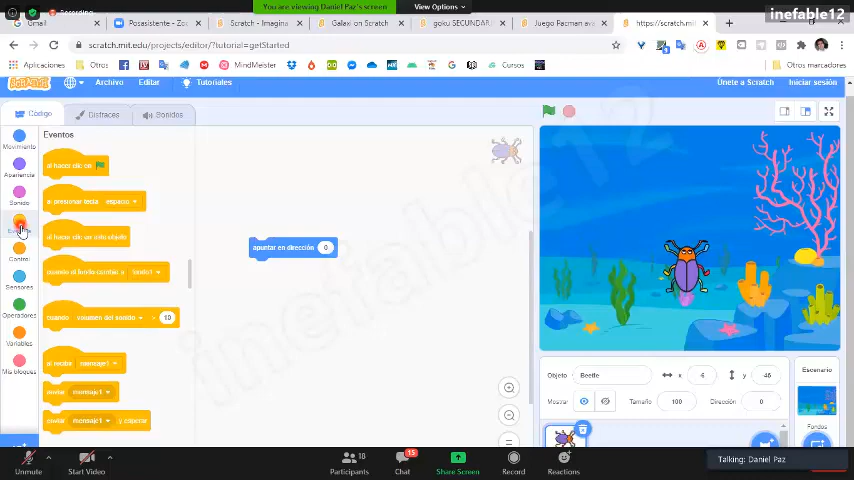 Recording
You are viewing Daniel Paz's screen
View Options
inefable12
Gmail
Posasistente - Zo
Scratch - Imagina
Galaxi on Scratch
goku SECUNDAR
Juego Pacman av
https://scratch.mit
scratch.mit.edu/projects/editor/?tutorial=getStarted
Aplicaciones
Otros
MindMeister
Cursos
Otros marcadores
SCRATCH
Archivo
Editar
Tutoriales
Únete a Scratch
Iniciar sesión
Código
Disfraces
Sonidos
Eventos
Movimiento
Apariencia
Sonido
Eventos
Control
Sensores
Operadores
Variables
Mis bloques
al hacer clic en
al presionar tecla espacio
al hacer clic en este objeto
cuando el fondo cambie a fondo1
cuando volumen del sonido > 10
al recibir mensaje1
enviar mensaje1
enviar mensaje1 y esperar
apuntar en dirección 0
inefable12
Objeto
Beetle
x
6
y
-46
Mostrar
Tamaño
100
Dirección
0
Escenario
Fondos
Unmute
Start Video
Participants
18
Chat
15
Share Screen
Record
Reactions
Talking: Daniel Paz